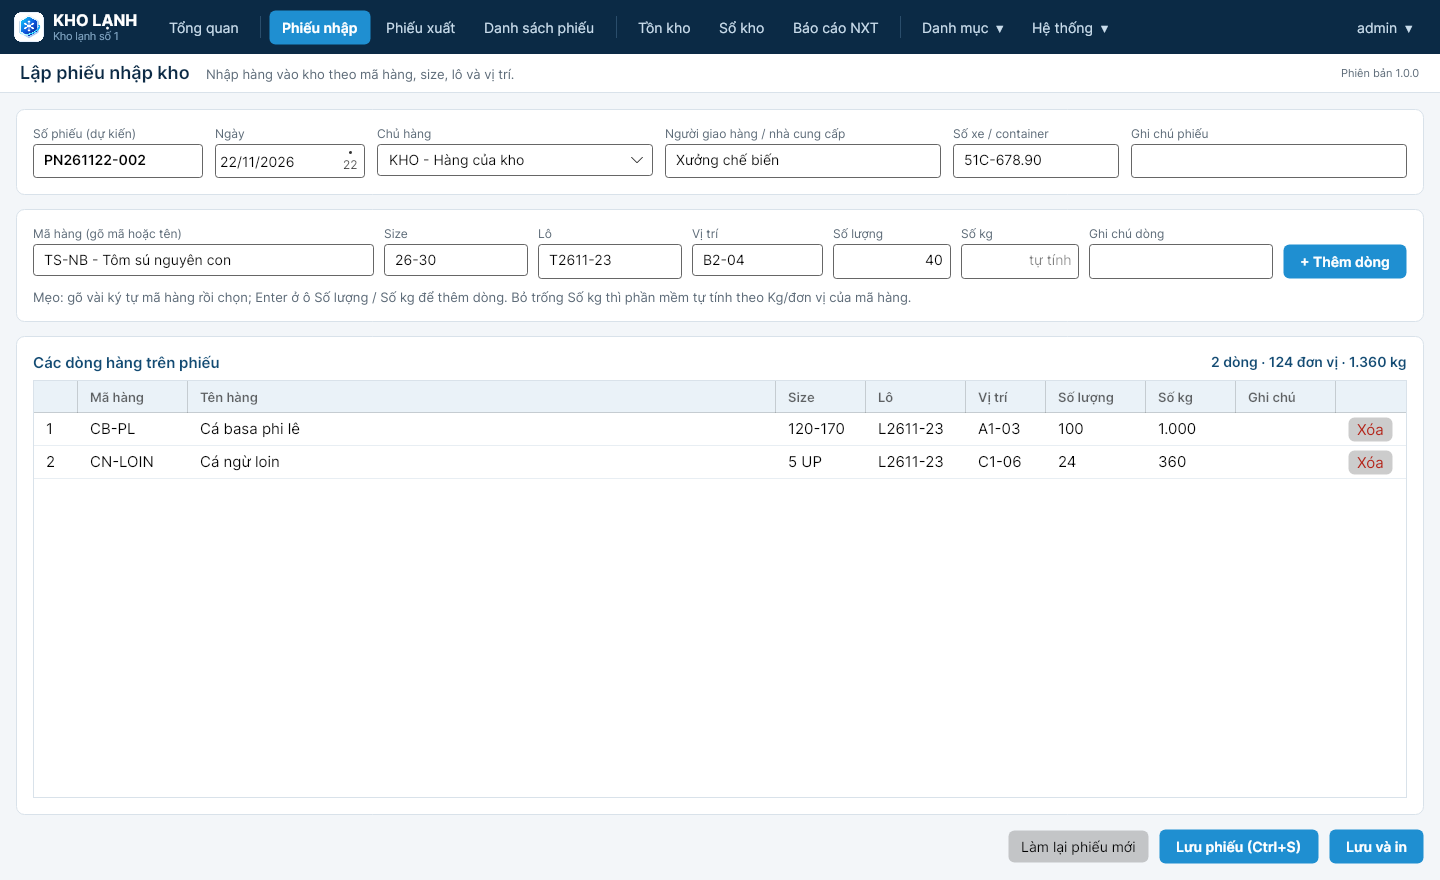 KHO LẠNH
Kho lạnh số 1
Tổng quan
Phiếu nhập
Phiếu xuất
Danh sách phiếu
Tồn kho
Sổ kho
Báo cáo NXT
Danh mục ▾
Hệ thống ▾
admin ▾
Lập phiếu nhập kho
Nhập hàng vào kho theo mã hàng, size, lô và vị trí.
Phiên bản 1.0.0
Số phiếu (dự kiến)
Ngày
Chủ hàng
Người giao hàng / nhà cung cấp
Số xe / container
Ghi chú phiếu
PN261122-002
22/11/2026
22
KHO - Hàng của kho
Xưởng chế biến
51C-678.90
Mã hàng (gõ mã hoặc tên)
Size
Lô
Vị trí
Số lượng
Số kg
Ghi chú dòng
TS-NB - Tôm sú nguyên con
26-30
T2611-23
B2-04
40
tự tính
+ Thêm dòng
Mẹo: gõ vài ký tự mã hàng rồi chọn; Enter ở ô Số lượng / Số kg để thêm dòng. Bỏ trống Số kg thì phần mềm tự tính theo Kg/đơn vị của mã hàng.
Các dòng hàng trên phiếu
2 dòng · 124 đơn vị · 1.360 kg
Mã hàng Tên hàng Size Lô Vị trí Số lượng Số kg Ghi chú
1 CB-PL Cá basa phi lê 120-170 L2611-23 A1-03 100 1.000 Xóa
2 CN-LOIN Cá ngừ loin 5 UP L2611-23 C1-06 24 360 Xóa
Làm lại phiếu mới
Lưu phiếu (Ctrl+S)
Lưu và in